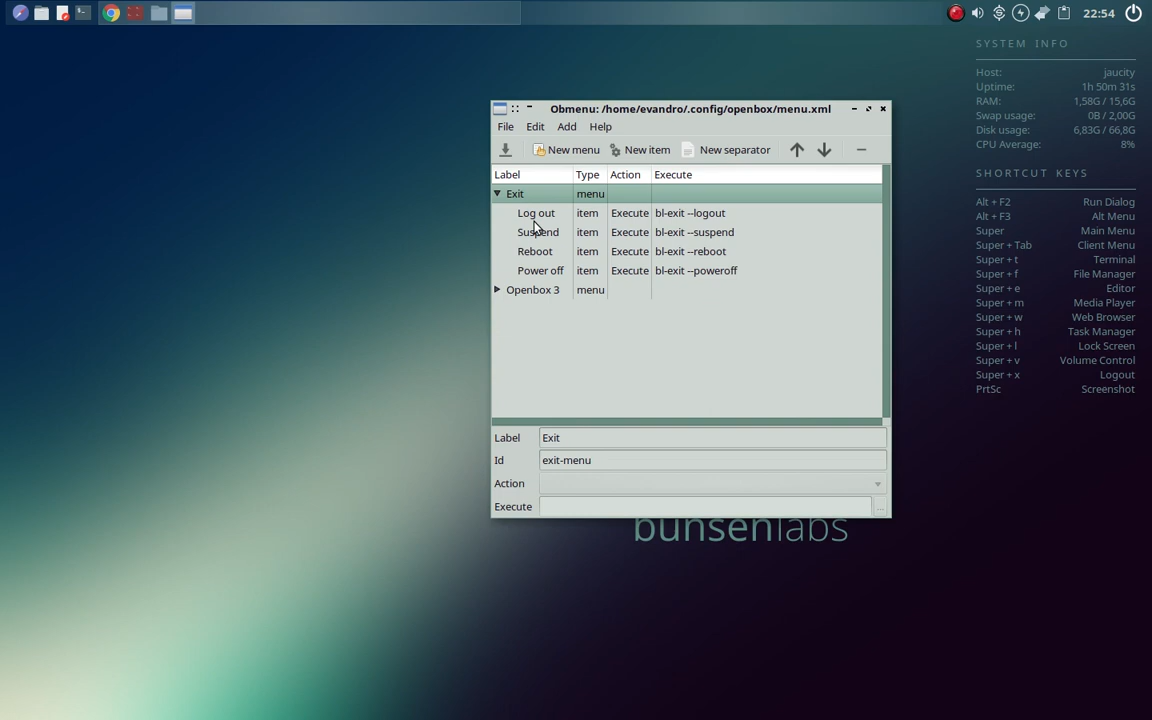 22:54
SYSTEM INFO
Host: jaucity
Uptime: 1h 50m 31s
RAM: 1,58G / 15,6G
Swap usage: 0B / 2,00G
Disk usage: 6,83G / 66,8G
CPU Average: 8%
SHORTCUT KEYS
Alt + F2 Run Dialog
Alt + F3 Alt Menu
Super Main Menu
Super + Tab Client Menu
Super + t Terminal
Super + f File Manager
Super + e Editor
Super + m Media Player
Super + w Web Browser
Super + h Task Manager
Super + l Lock Screen
Super + v Volume Control
Super + x Logout
PrtSc Screenshot
Obmenu: /home/evandro/.config/openbox/menu.xml
File Edit Add Help
New menu New item New separator
Label Type Action Execute
Exit menu
Log out item Execute bl-exit --logout
Suspend item Execute bl-exit --suspend
Reboot item Execute bl-exit --reboot
Power off item Execute bl-exit --poweroff
Openbox 3 menu
Label Exit
Id exit-menu
Action
Execute ...
bunsenlabs